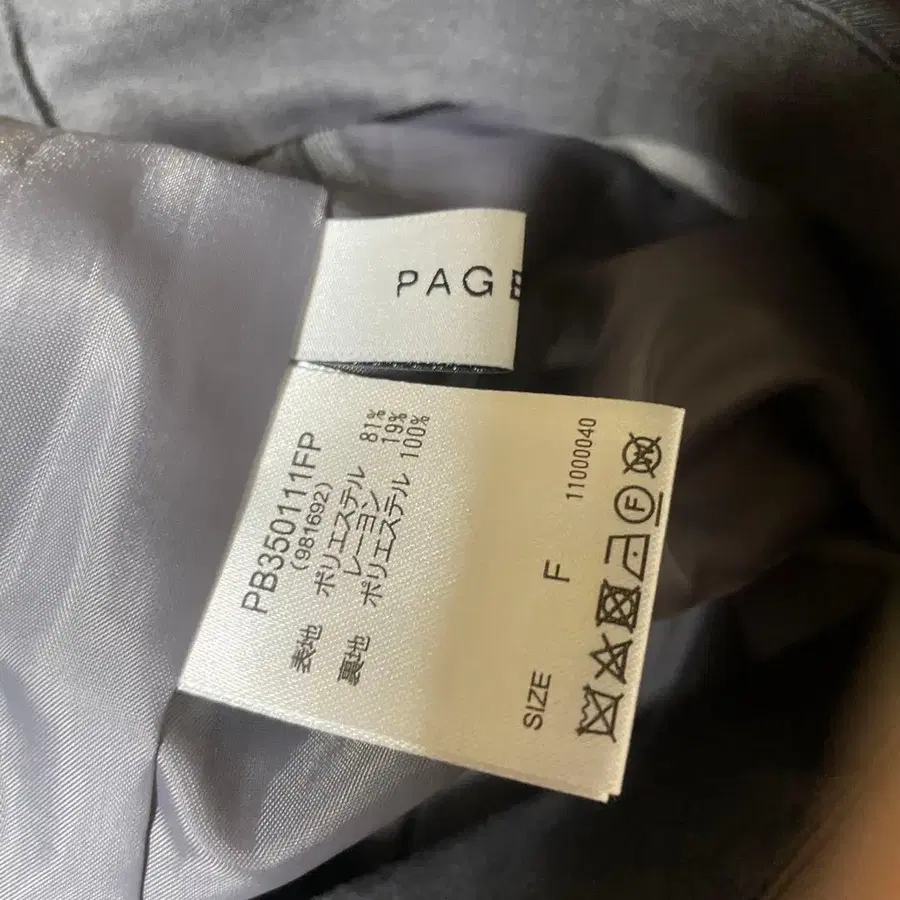 PAGE
PB350111FP
(981692)
表地 ポリエステル 81%
レーヨン 19%
裏地 ポリエステル 100%
SIZE F
11000040
F
W